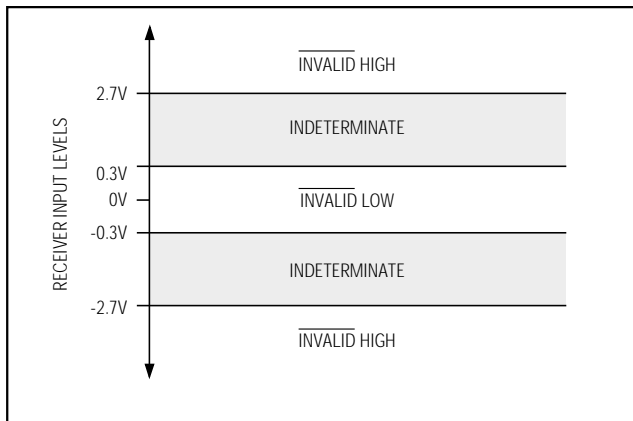 INVALID HIGH
2.7V
INDETERMINATE
0.3V
0V
INVALID LOW
-0.3V
INDETERMINATE
-2.7V
INVALID HIGH
RECEIVER INPUT LEVELS